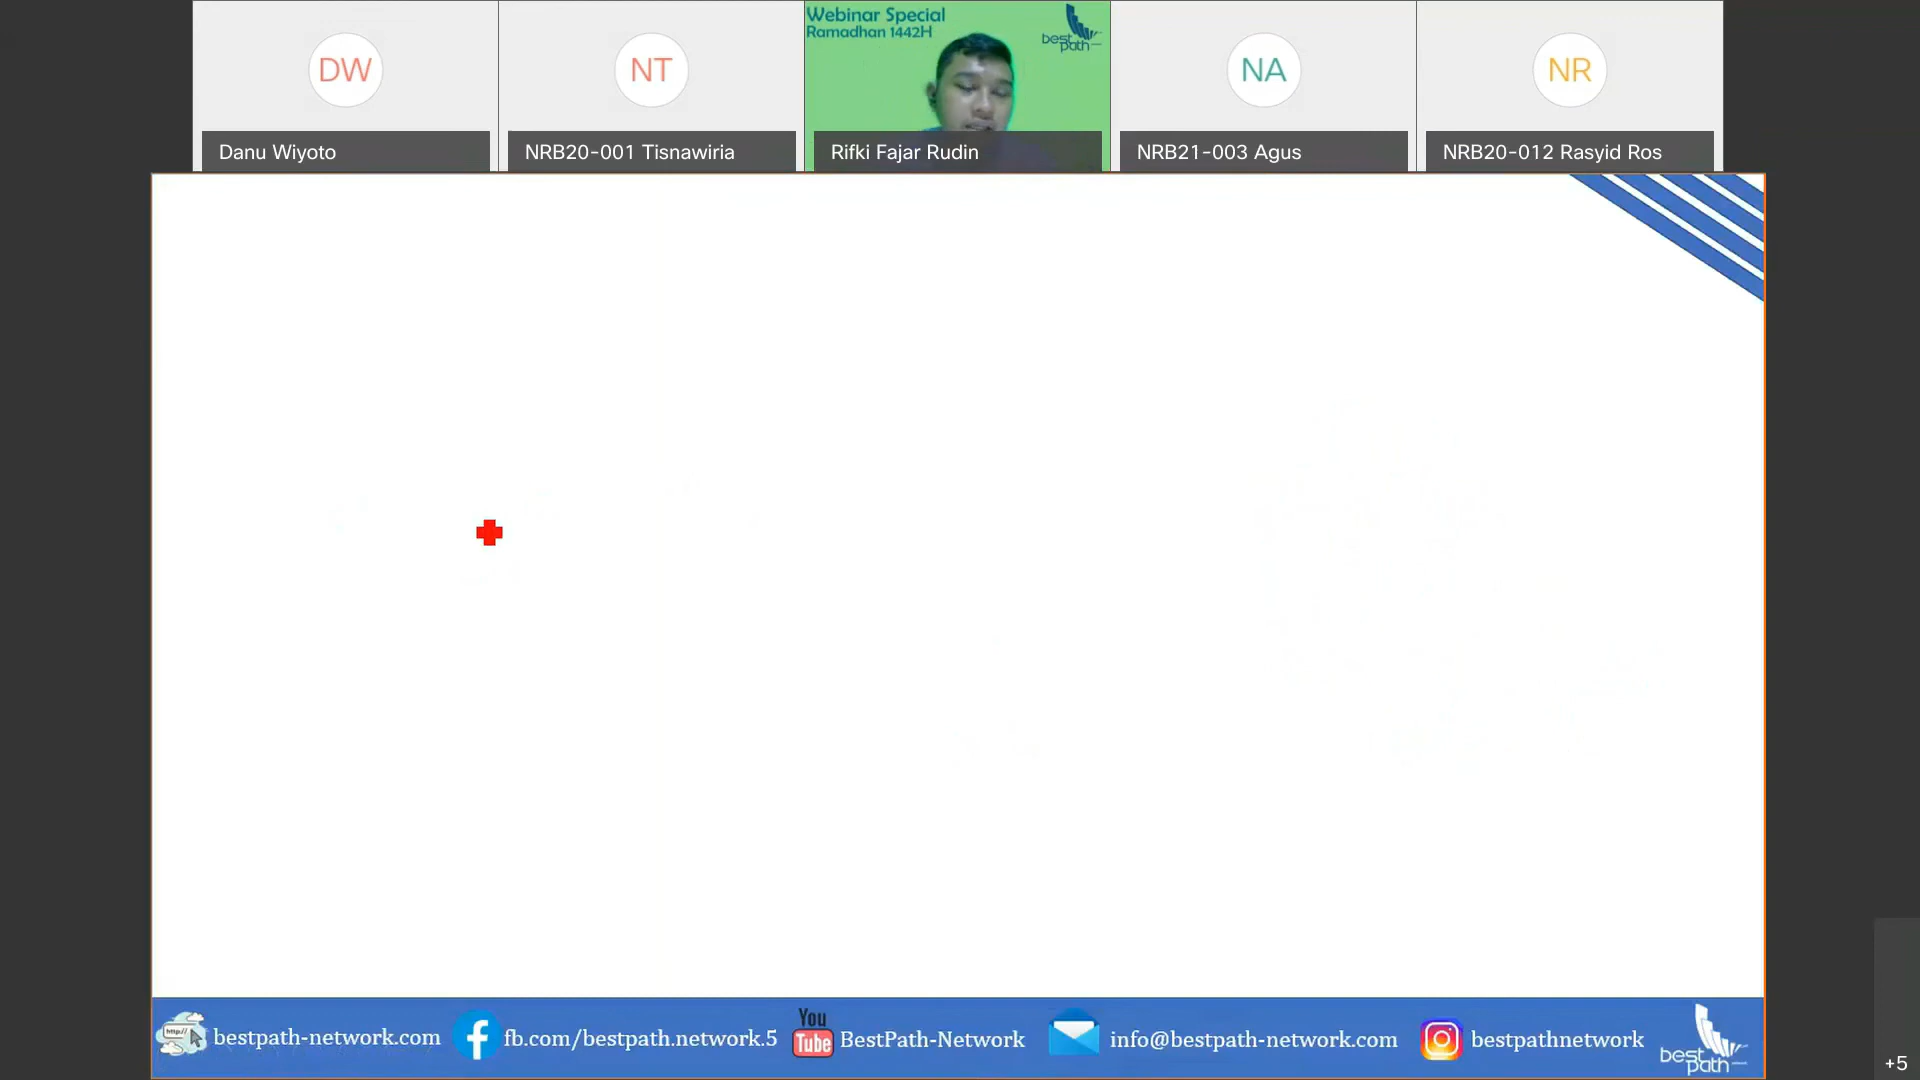 DW
NT
Webinar Special
Ramadhan 1442H
best path
NA
NR
Danu Wiyoto
NRB20-001 Tisnawiria
Rifki Fajar Rudin
NRB21-003 Agus
NRB20-012 Rasyid Ros
http://
bestpath-network.com
fb.com/bestpath.network.5
You
Tube
BestPath-Network
info@bestpath-network.com
bestpathnetwork
best path
+5